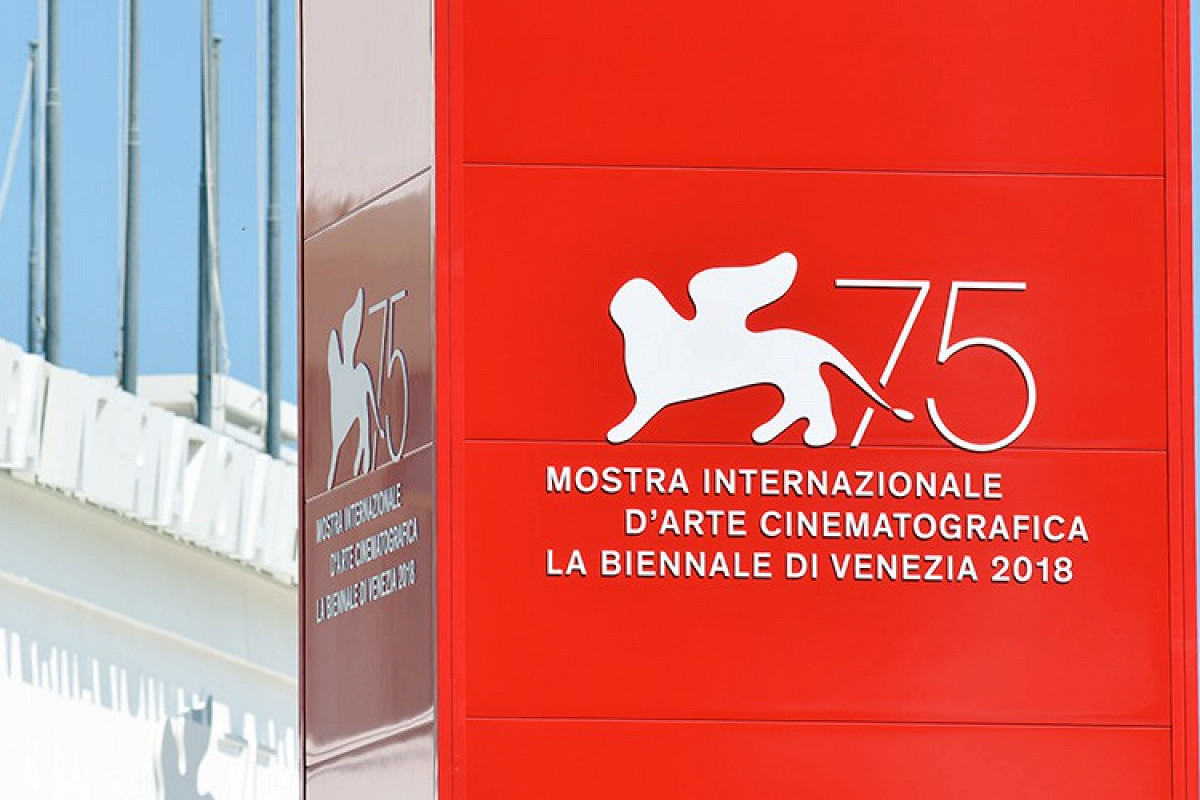 75
MOSTRA INTERNAZIONALE
D'ARTE CINEMATOGRAFICA
LA BIENNALE DI VENEZIA 2018
75
MOSTRA INTERNAZIONALE
D'ARTE CINEMATOGRAFICA
LA BIENNALE DI VENEZIA 2018